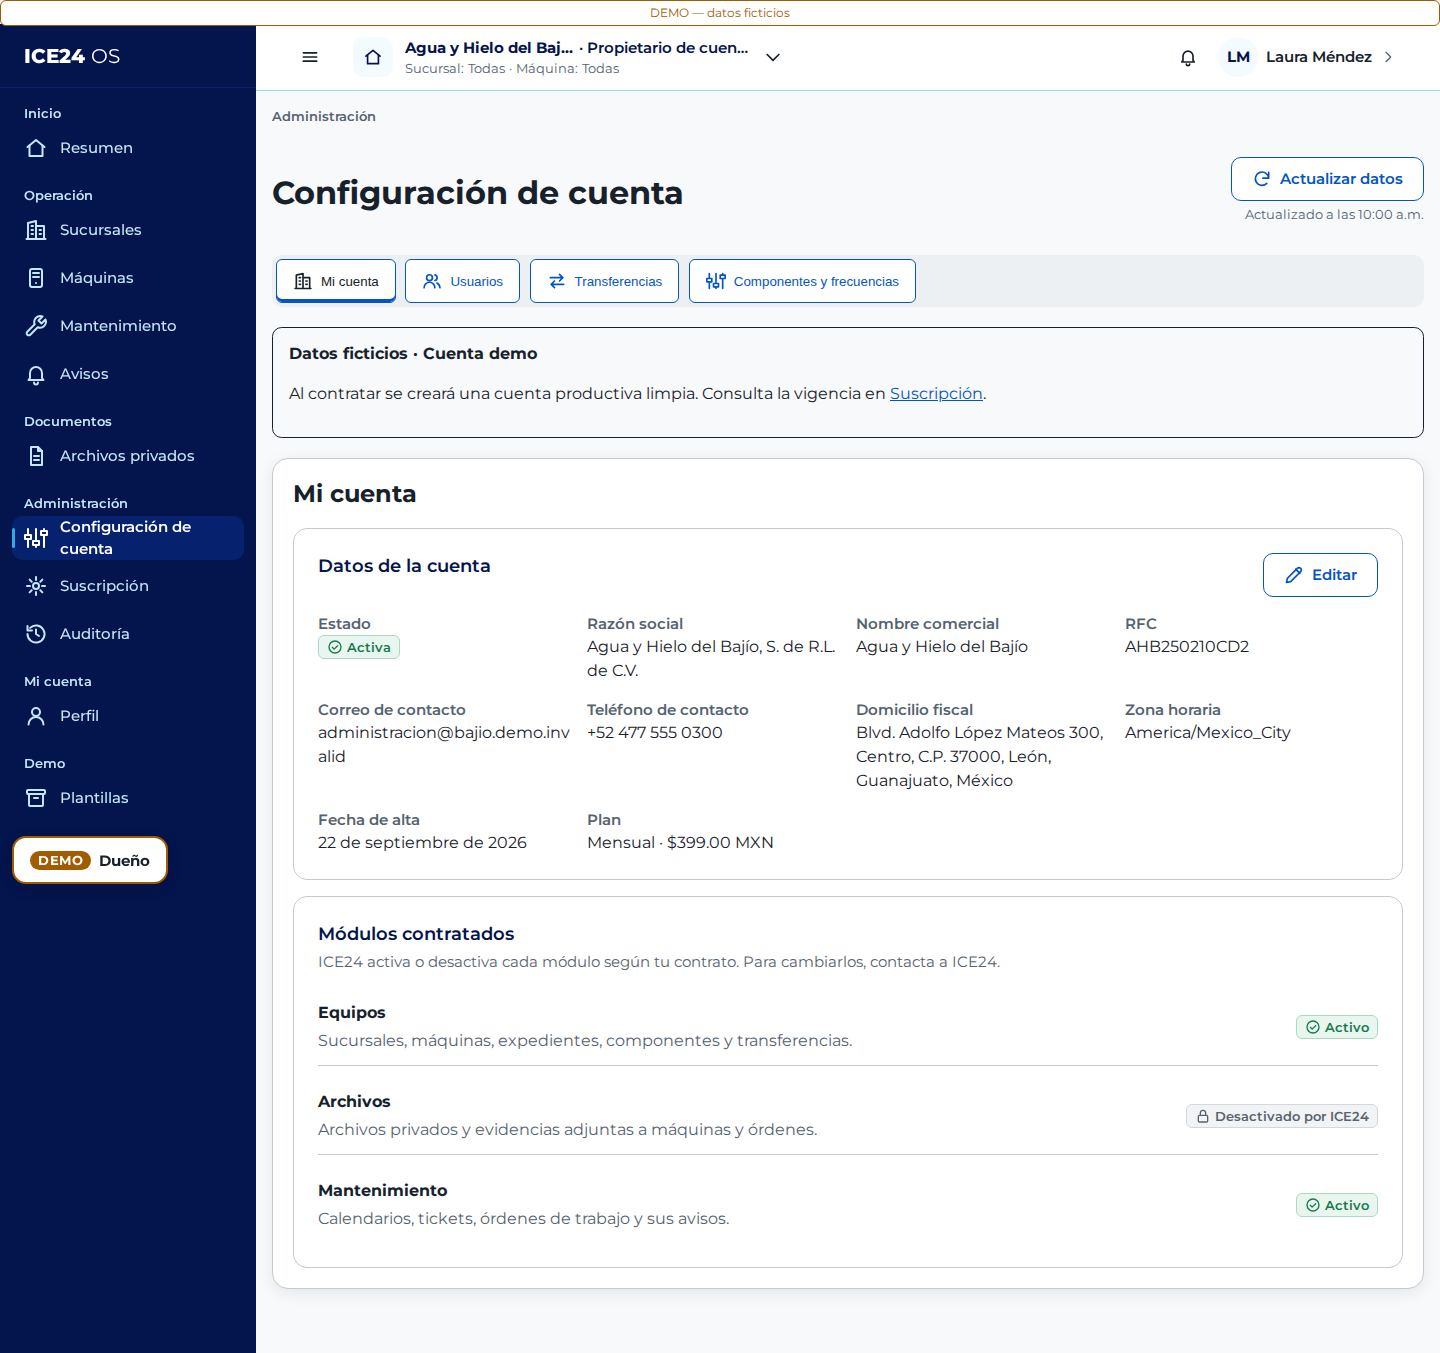 DEMO — datos ficticios
ICE24 OS
Inicio
Resumen
Operación
Sucursales
Máquinas
Mantenimiento
Avisos
Documentos
Archivos privados
Administración
Configuración de
cuenta
Suscripción
Auditoría
Mi cuenta
Perfil
Demo
Plantillas
DEMO Dueño
Agua y Hielo del Baj... · Propietario de cuen...
Sucursal: Todas · Máquina: Todas
LM Laura Méndez
Administración
Configuración de cuenta
Actualizar datos
Actualizado a las 10:00 a.m.
Mi cuenta
Usuarios
Transferencias
Componentes y frecuencias
Datos ficticios · Cuenta demo
Al contratar se creará una cuenta productiva limpia. Consulta la vigencia en Suscripción.
Mi cuenta
Datos de la cuenta
Editar
Estado
Activa
Razón social
Agua y Hielo del Bajío, S. de R.L.
de C.V.
Nombre comercial
Agua y Hielo del Bajío
RFC
AHB250210CD2
Correo de contacto
administracion@bajio.demo.inv
alid
Teléfono de contacto
+52 477 555 0300
Domicilio fiscal
Blvd. Adolfo López Mateos 300,
Centro, C.P. 37000, León,
Guanajuato, México
Zona horaria
America/Mexico_City
Fecha de alta
22 de septiembre de 2026
Plan
Mensual · $399.00 MXN
Módulos contratados
ICE24 activa o desactiva cada módulo según tu contrato. Para cambiarlos, contacta a ICE24.
Equipos
Sucursales, máquinas, expedientes, componentes y transferencias.
Activo
Archivos
Archivos privados y evidencias adjuntas a máquinas y órdenes.
Desactivado por ICE24
Mantenimiento
Calendarios, tickets, órdenes de trabajo y sus avisos.
Activo